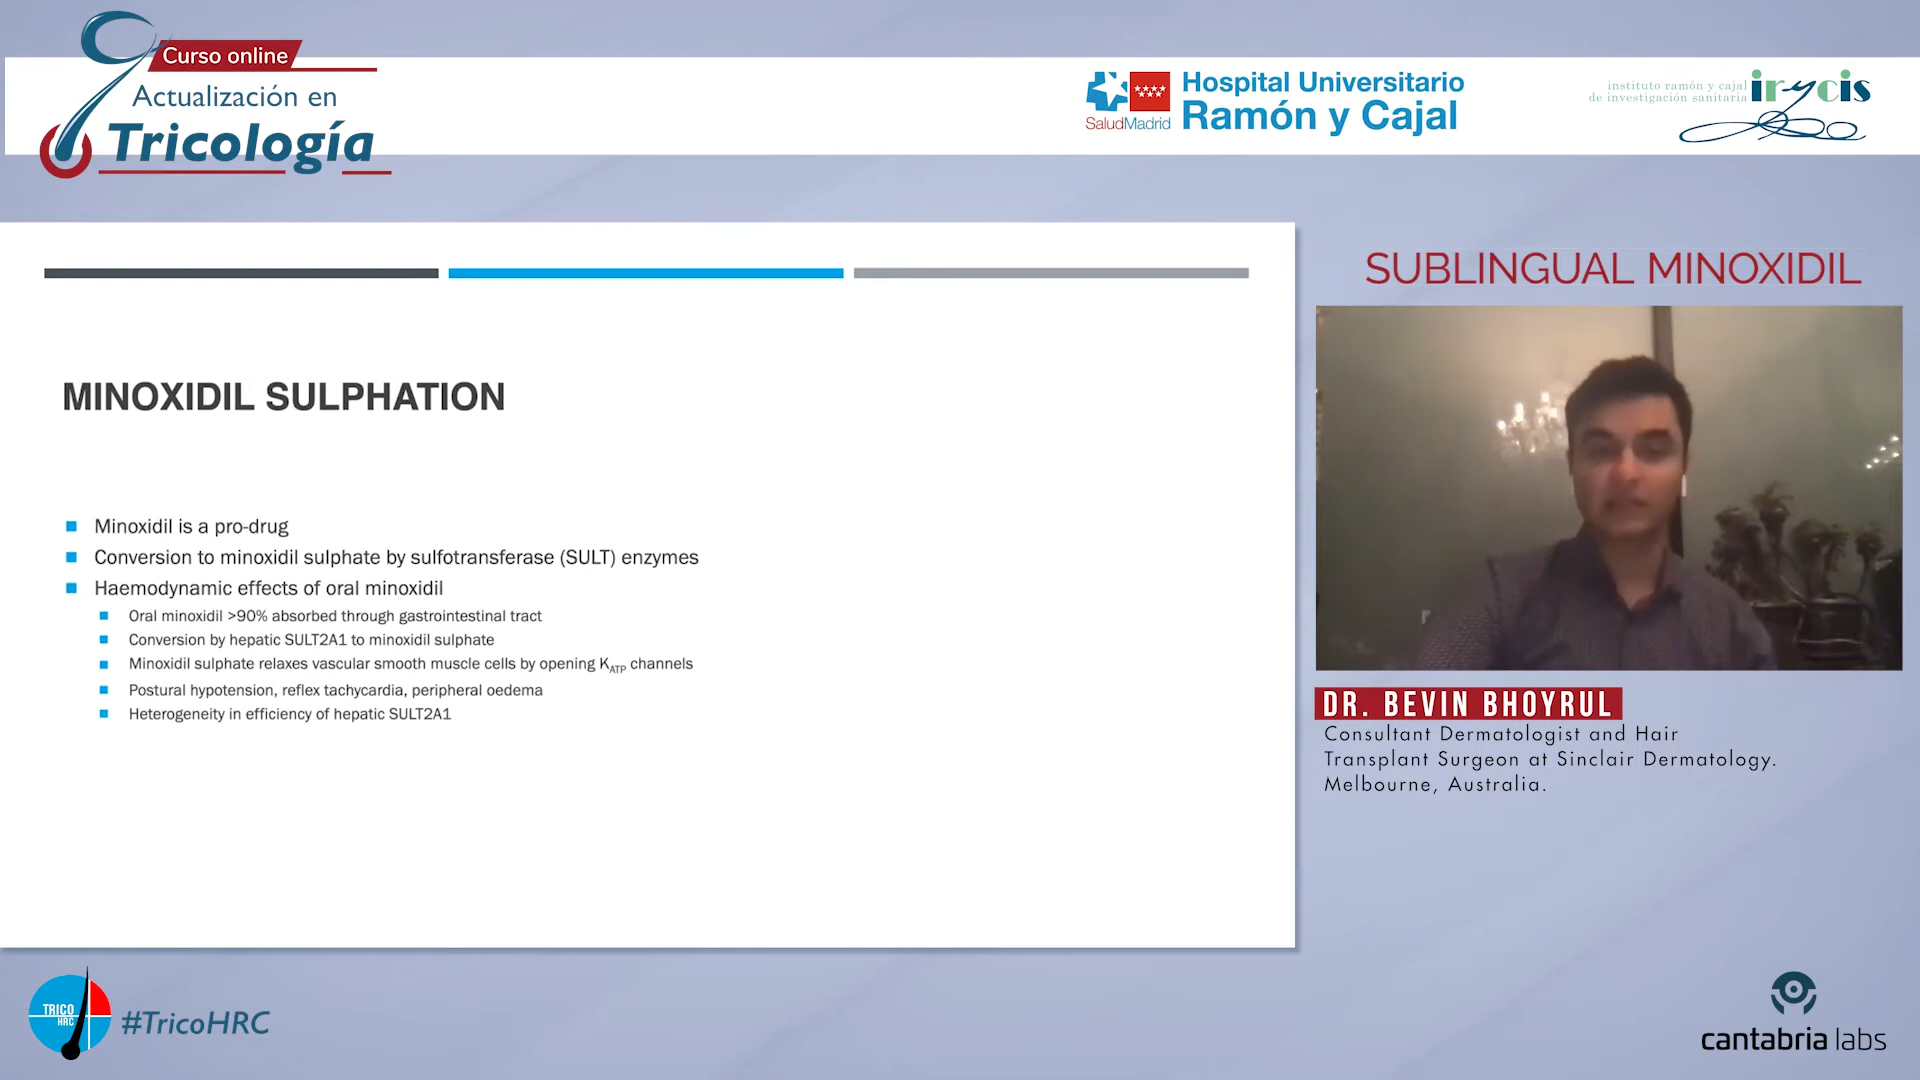 Curso online
Actualización en
Tricología
SaludMadrid
Hospital Universitario
Ramón y Cajal
instituto ramón y cajal
de investigación sanitaria
irycis
MINOXIDIL SULPHATION
Minoxidil is a pro-drug
Conversion to minoxidil sulphate by sulfotransferase (SULT) enzymes
Haemodynamic effects of oral minoxidil
Oral minoxidil >90% absorbed through gastrointestinal tract
Conversion by hepatic SULT2A1 to minoxidil sulphate
Minoxidil sulphate relaxes vascular smooth muscle cells by opening KATP channels
Postural hypotension, reflex tachycardia, peripheral oedema
Heterogeneity in efficiency of hepatic SULT2A1
SUBLINGUAL MINOXIDIL
DR. BEVIN BHOYRUL
Consultant Dermatologist and Hair
Transplant Surgeon at Sinclair Dermatology.
Melbourne, Australia.
TRICO
HRC
#TricoHRC
cantabria labs